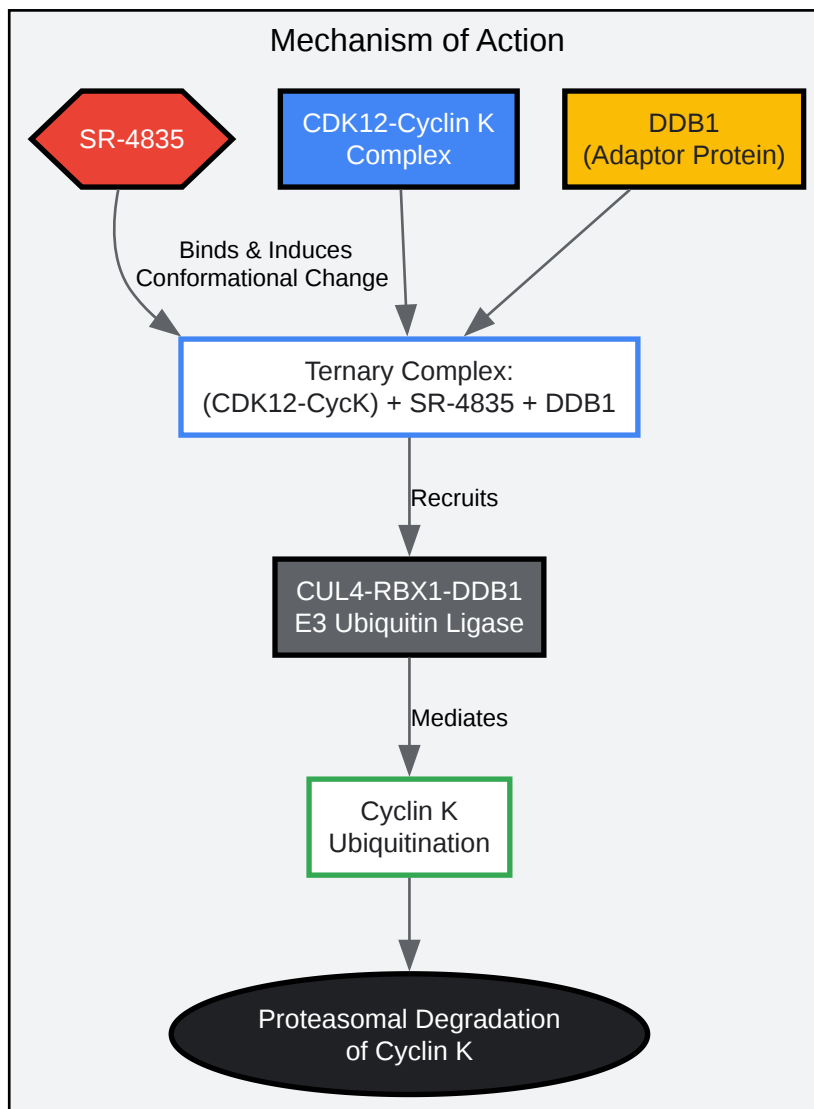 Mechanism of Action
SR-4835
CDK12-Cyclin K
Complex
DDB1
(Adaptor Protein)
Binds & Induces
Conformational Change
Ternary Complex:
(CDK12-CycK) + SR-4835 + DDB1
Recruits
CUL4-RBX1-DDB1
E3 Ubiquitin Ligase
Mediates
Cyclin K
Ubiquitination
Proteasomal Degradation
of Cyclin K